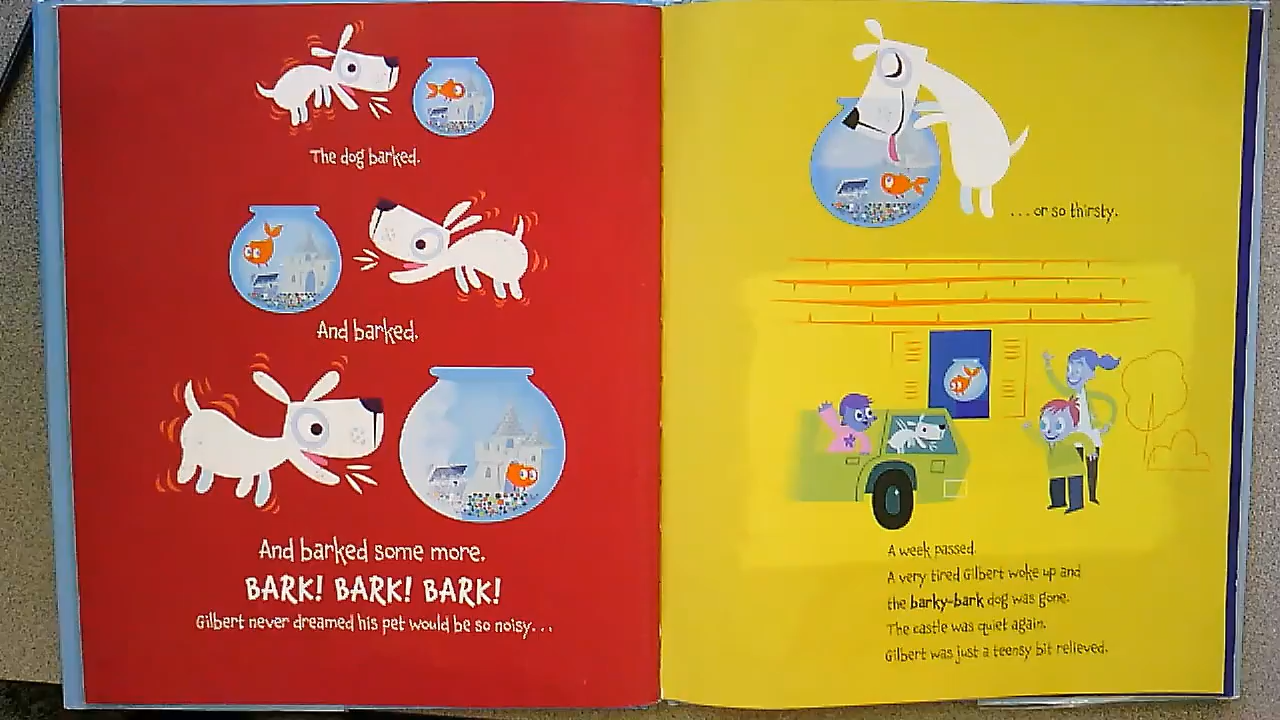 The dog barked.
And barked.
And barked some more.
BARK! BARK! BARK!
Gilbert never dreamed his pet would be so noisy...
...or so thirsty.
A week passed.
A very tired Gilbert woke up and
the barky-bark dog was gone.
The castle was quiet again.
Gilbert was just a teensy bit relieved.